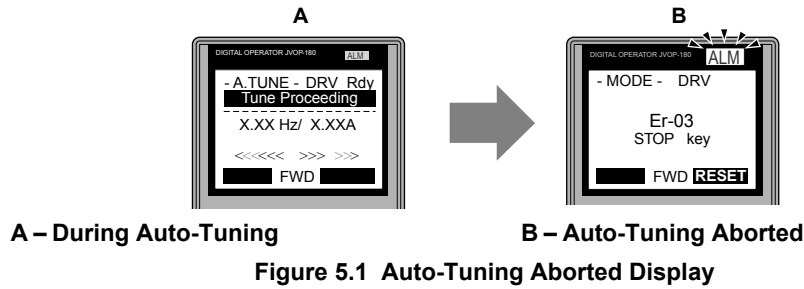 A
B
DIGITAL OPERATOR JVOP-180 ALM
- A.TUNE - DRV Rdy
Tune Proceeding
X.XX Hz/ X.XXA
<<<<<< >>> >>>
FWD
DIGITAL OPERATOR JVOP-180 ALM
- MODE - DRV
Er-03
STOP key
FWD RESET
A – During Auto-Tuning
B – Auto-Tuning Aborted
Figure 5.1 Auto-Tuning Aborted Display